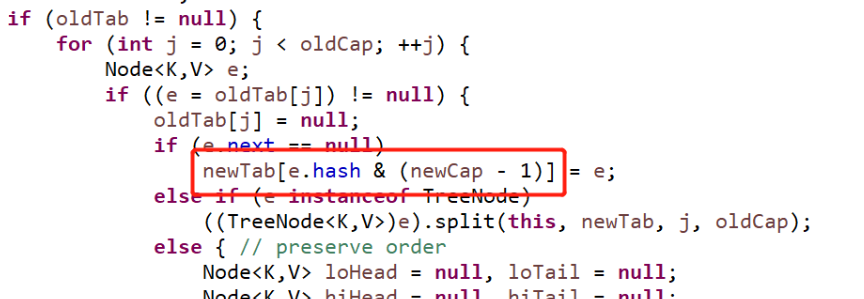 if (oldTab != null) {
for (int j = 0; j < oldCap; ++j) {
Node<K,V> e;
if ((e = oldTab[j]) != null) {
oldTab[j] = null;
if (e.next == null)
newTab[e.hash & (newCap - 1)] = e;
else if (e instanceof TreeNode)
((TreeNode<K,V>)e).split(this, newTab, j, oldCap);
else { // preserve order
Node<K,V> loHead = null, loTail = null;
Node<K,V> hiHead = null, hiTail = null;